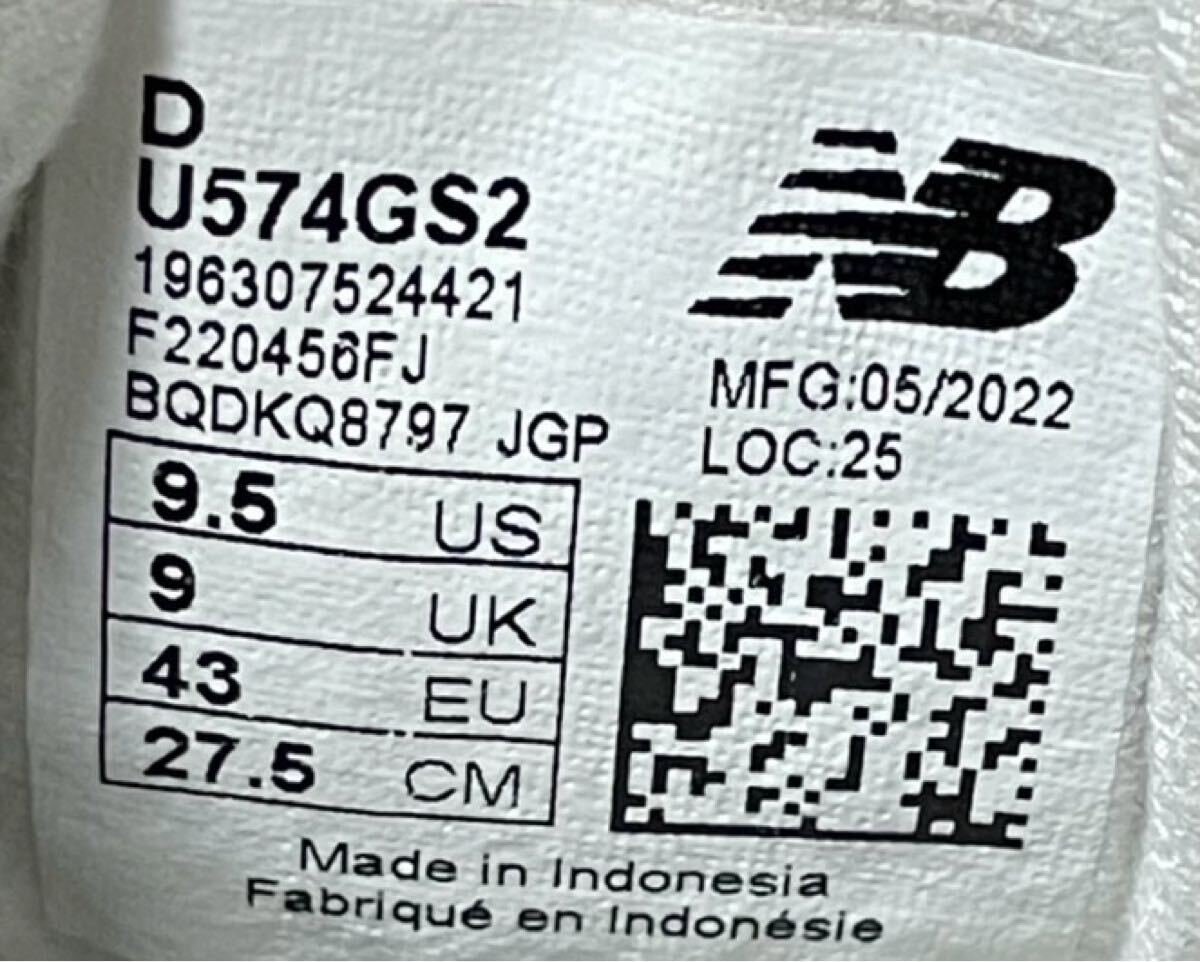 D
U574GS2
196307524421
F220456FJ
BQDKQ8797 JGP
NB
MFG:05/2022
LOC:25
9.5 US
9 UK
43 EU
27.5 CM
Made in Indonesia
Fabriqué en Indonésie